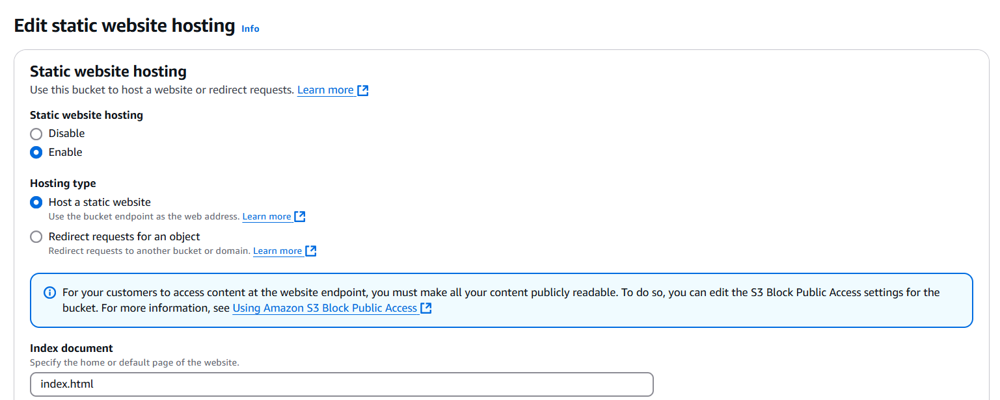 Edit static website hosting Info
Static website hosting
Use this bucket to host a website or redirect requests. Learn more
Static website hosting
Disable
Enable
Hosting type
Host a static website
Use the bucket endpoint as the web address. Learn more
Redirect requests for an object
Redirect requests to another bucket or domain. Learn more
For your customers to access content at the website endpoint, you must make all your content publicly readable. To do so, you can edit the S3 Block Public Access settings for the
bucket. For more information, see Using Amazon S3 Block Public Access
Index document
Specify the home or default page of the website.
index.html